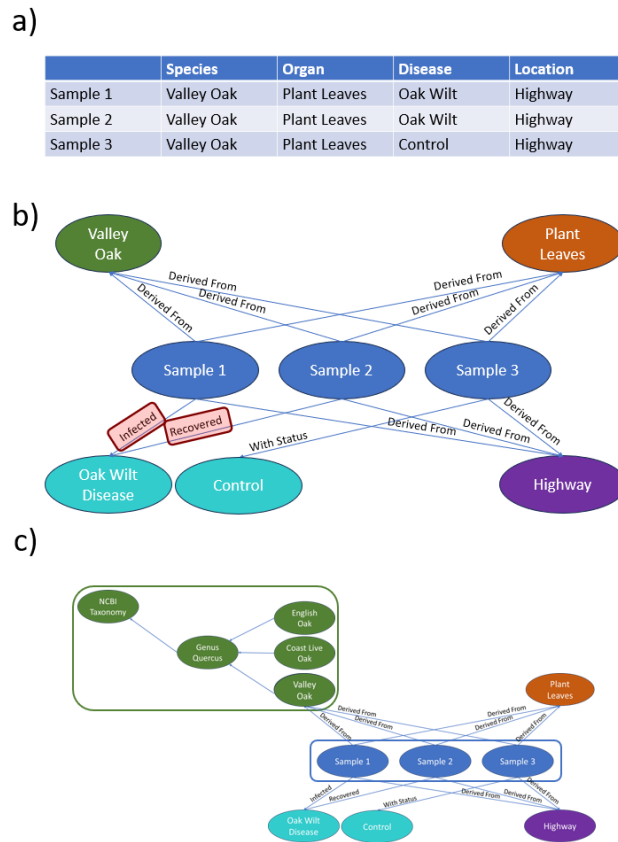 a)
Species Organ Disease Location
Sample 1 Valley Oak Plant Leaves Oak Wilt Highway
Sample 2 Valley Oak Plant Leaves Oak Wilt Highway
Sample 3 Valley Oak Plant Leaves Control Highway
b)
Valley
Oak
Plant
Leaves
Derived From
Derived From
Derived From
Derived From
Derived From
Derived From
Sample 1
Sample 2
Sample 3
Infected
Recovered
With Status
Derived From
Derived From
Derived From
Oak Wilt
Disease
Control
Highway
c)
NCBI
Taxonomy
English
Oak
Genus
Quercus
Coast Live
Oak
Valley
Oak
Plant
Leaves
Derived From
Derived From
Derived From
Derived From
Derived From
Derived From
Sample 1
Sample 2
Sample 3
Infected
Recovered
With Status
Derived From
Derived From
Derived From
Oak Wilt
Disease
Control
Highway